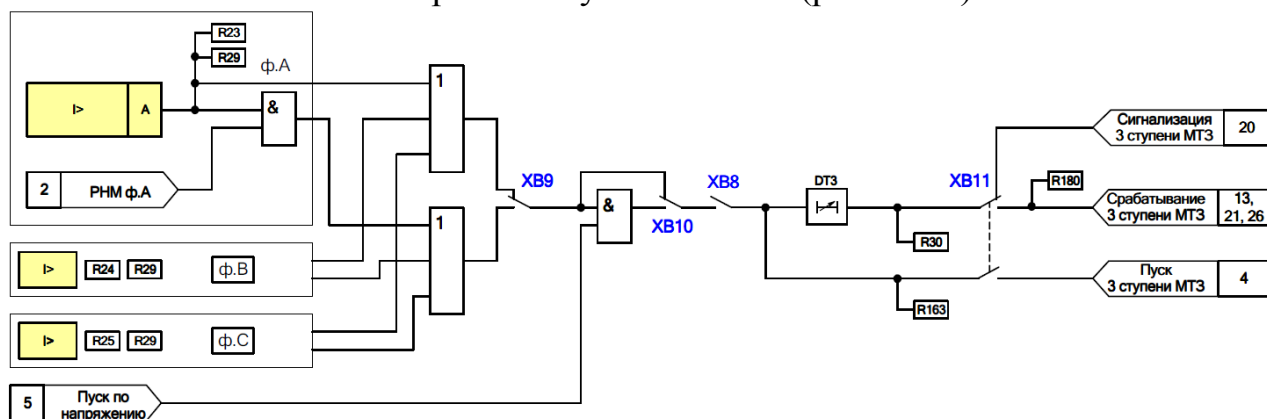 R23
R29
ф.А
I>
A
&
2
РНМ ф.А
1
1
I>
R24
R29
ф.В
I>
R25
R29
ф.С
5
Пуск по
напряжению
XB9
&
XB10
XB8
DT3
R30
R163
XB11
R180
Сигнализация
3 ступени МТЗ
20
Срабатывание
3 ступени МТЗ
13,
21, 26
Пуск
3 ступени МТЗ
4